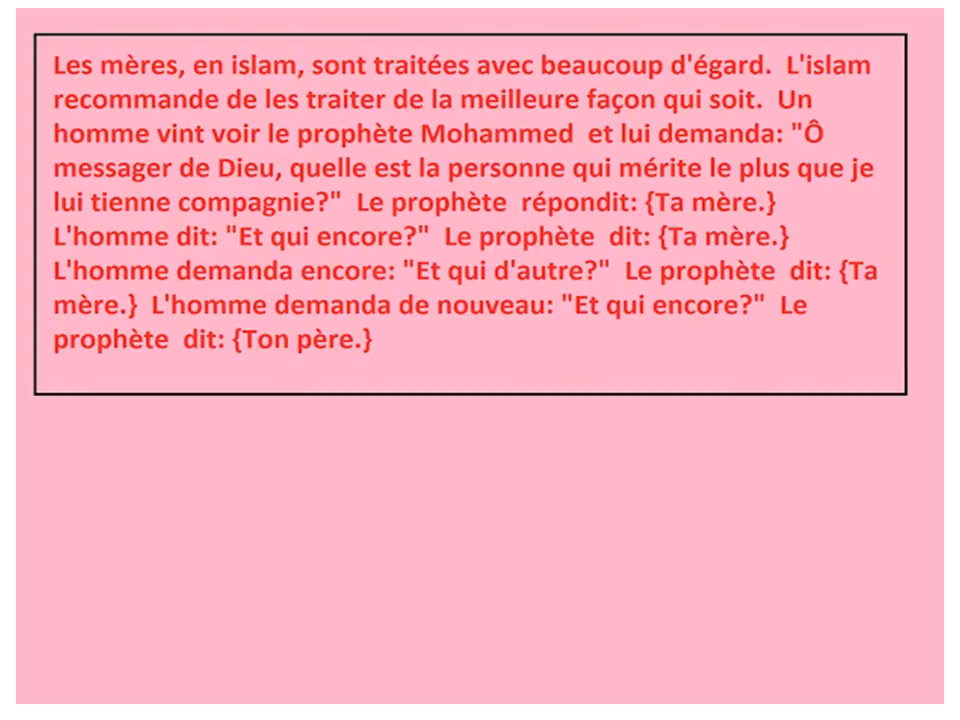 Les mères, en islam, sont traitées avec beaucoup d'égard.  L'islam
recommande de les traiter de la meilleure façon qui soit.  Un
homme vint voir le prophète Mohammed  et lui demanda: "Ô
messager de Dieu, quelle est la personne qui mérite le plus que je
lui tienne compagnie?"  Le prophète  répondit: {Ta mère.}
L'homme dit: "Et qui encore?"  Le prophète  dit: {Ta mère.}
L'homme demanda encore: "Et qui d'autre?"  Le prophète  dit: {Ta
mère.}  L'homme demanda de nouveau: "Et qui encore?"  Le
prophète  dit: {Ton père.}